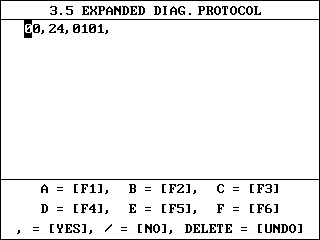 3.5 EXPANDED DIAG. PROTOCOL
00,24,0101,
A = [F1], B = [F2], C = [F3]
D = [F4], E = [F5], F = [F6]
, = [YES], / = [NO], DELETE = [UNDO]